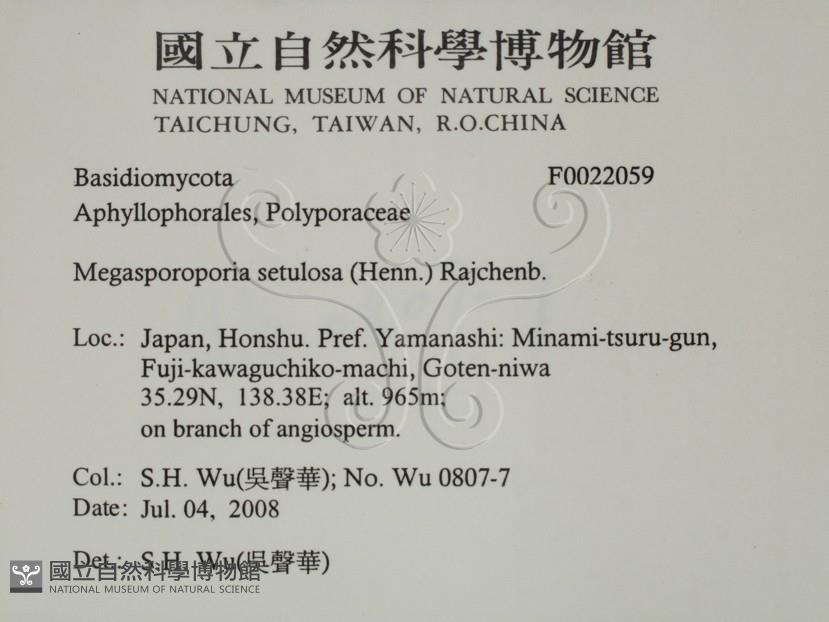 國立自然科學博物館
NATIONAL MUSEUM OF NATURAL SCIENCE
TAICHUNG, TAIWAN, R.O.CHINA
Basidiomycota F0022059
Aphyllophorales, Polyporaceae
Megasporoporia setulosa (Henn.) Rajchenb.
Loc.: Japan, Honshu. Pref. Yamanashi: Minami-tsuru-gun,
Fuji-kawaguchiko-machi, Goten-niwa
35.29N, 138.38E; alt. 965m;
on branch of angiosperm.
Col.: S.H. Wu(吳聲華); No. Wu 0807-7
Date: Jul. 04, 2008
Det.: S.H. Wu(吳聲華)
國立自然科學博物館
NATIONAL MUSEUM OF NATURAL SCIENCE